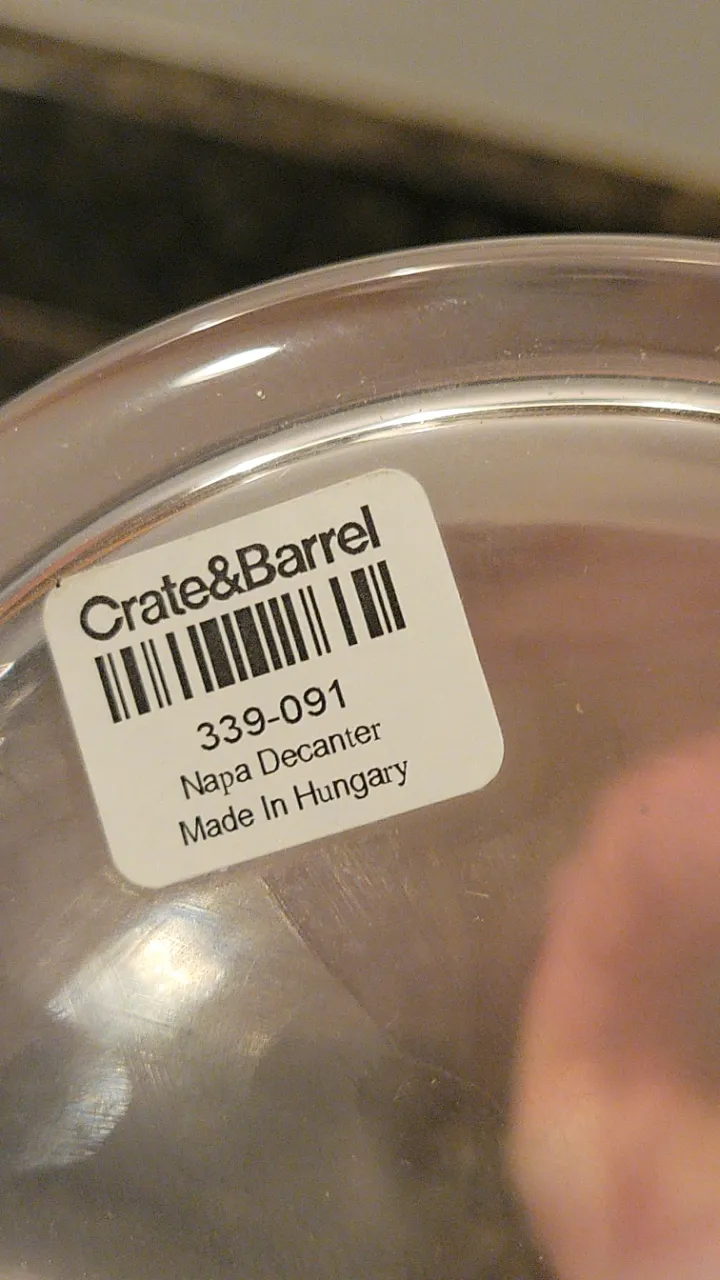 Crate&Barrel
339-091
Napa Decanter
Made In Hungary